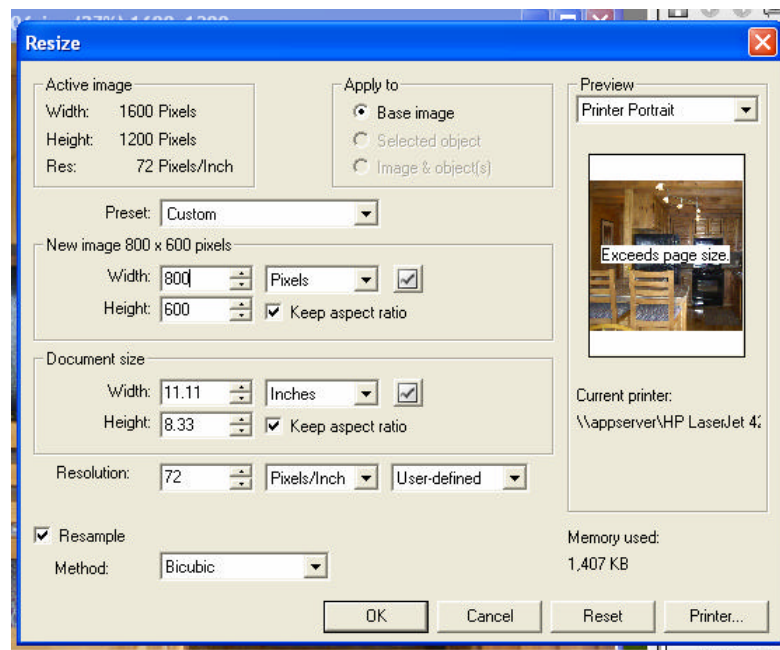 Resize
Active image
Width: 1600 Pixels
Height: 1200 Pixels
Res: 72 Pixels/Inch
Apply to
Base image
Selected object
Image & object(s)
Preview
Printer Portrait
Exceeds page size.
Preset: Custom
New image 800 x 600 pixels
Width: 800 Pixels
Height: 600 Keep aspect ratio
Document size
Width: 11.11 Inches
Height: 8.33 Keep aspect ratio
Current printer:
\\appserver\HP LaserJet 42
Resolution: 72 Pixels/Inch User-defined
Resample
Method: Bicubic
Memory used:
1,407 KB
OK Cancel Reset Printer...